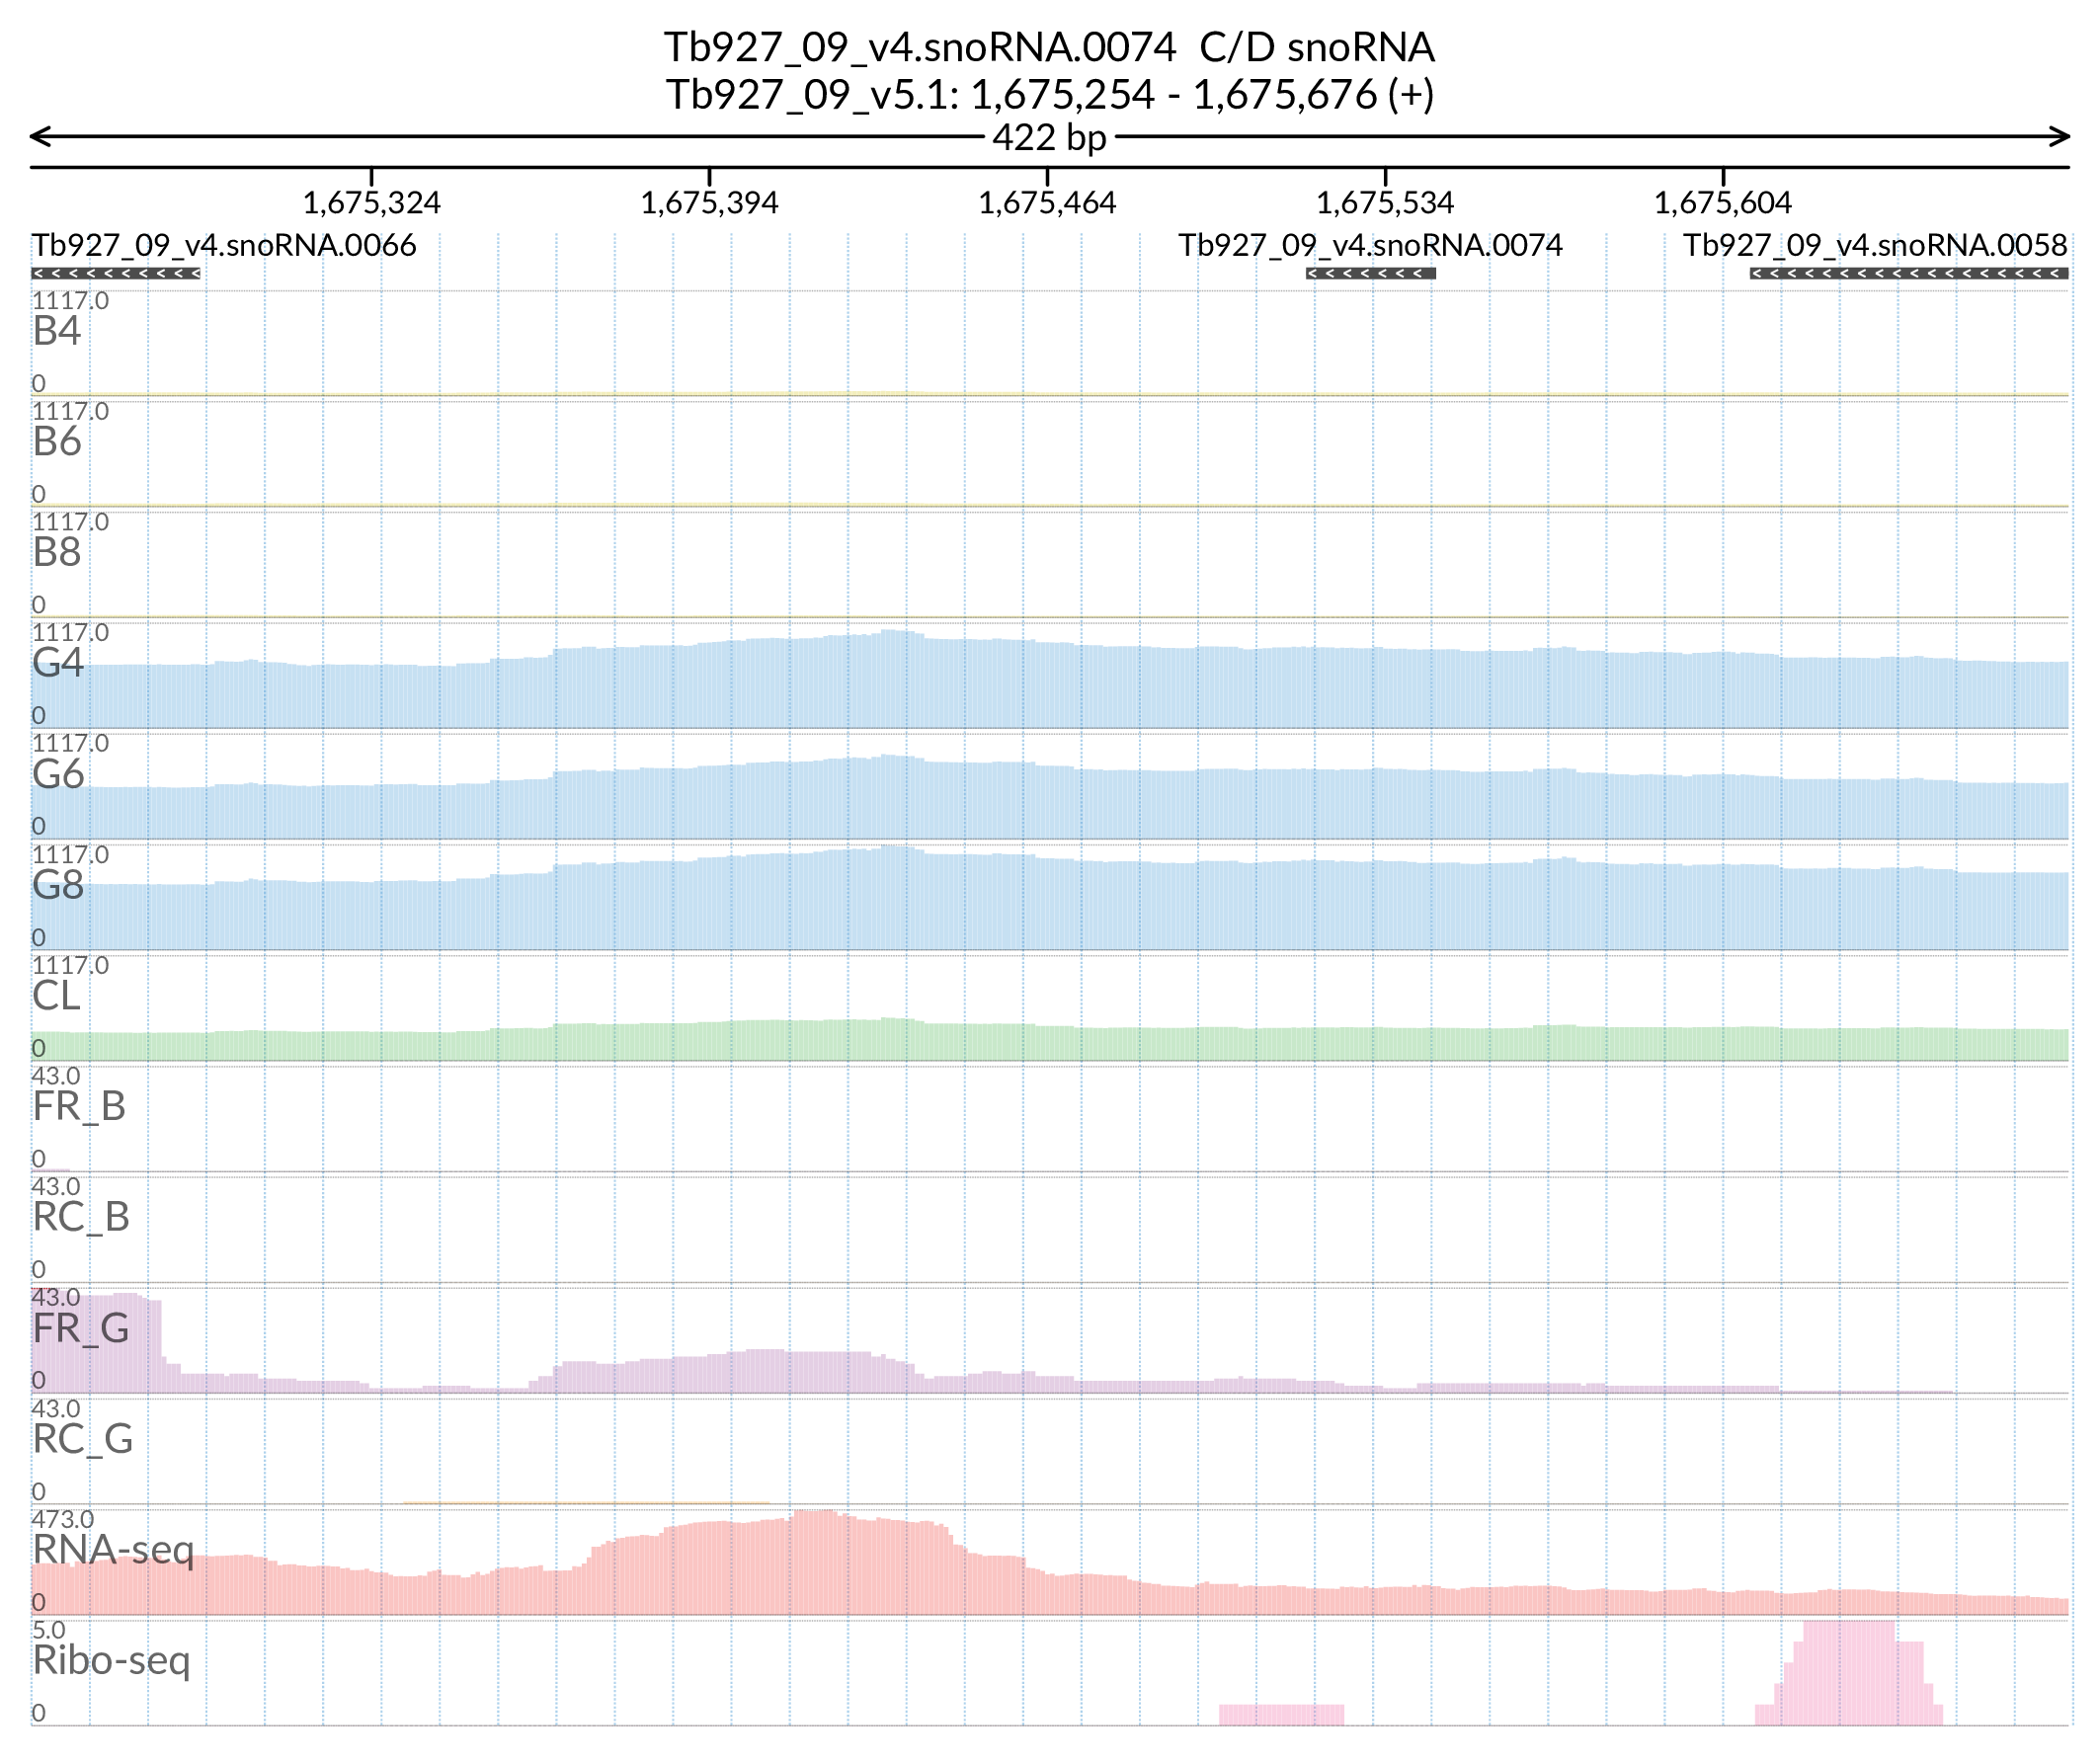 Tb927_09_v4.snoRNA.0074 C/D snoRNA
Tb927_09_v5.1: 1,675,254 - 1,675,676 (+)
422 bp
1,675,324 1,675,394 1,675,464 1,675,534 1,675,604
Tb927_09_v4.snoRNA.0066 Tb927_09_v4.snoRNA.0074 Tb927_09_v4.snoRNA.0058
1117.0
B4
0
1117.0
B6
0
1117.0
B8
0
1117.0
G4
0
1117.0
G6
0
1117.0
G8
0
1117.0
CL
0
43.0
FR_B
0
43.0
RC_B
0
43.0
FR_G
0
43.0
RC_G
0
473.0
RNA-seq
0
5.0
Ribo-seq
0